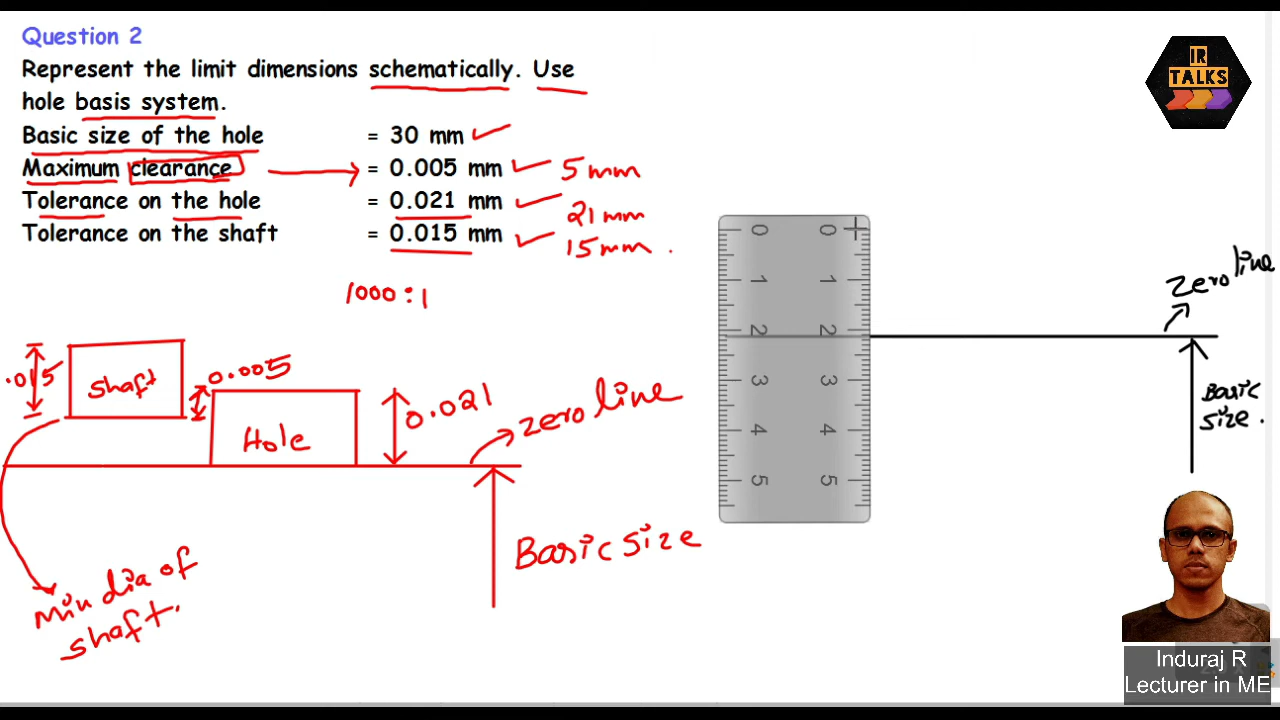 Question 2
Represent the limit dimensions schematically. Use
hole basis system.
Basic size of the hole = 30 mm
Maximum clearance = 0.005 mm 5 mm
Tolerance on the hole = 0.021 mm 21 mm
Tolerance on the shaft = 0.015 mm 15 mm.
1000 : 1
IR
TALKS
0 0
1 1
2 2
3 3
4 4
5 5
Zero line
Basic
size.
.015
Shaft
0.005
Hole
0.021
Zero line
Basic size
Min dia of
shaft.
Induraj R
Lecturer in ME